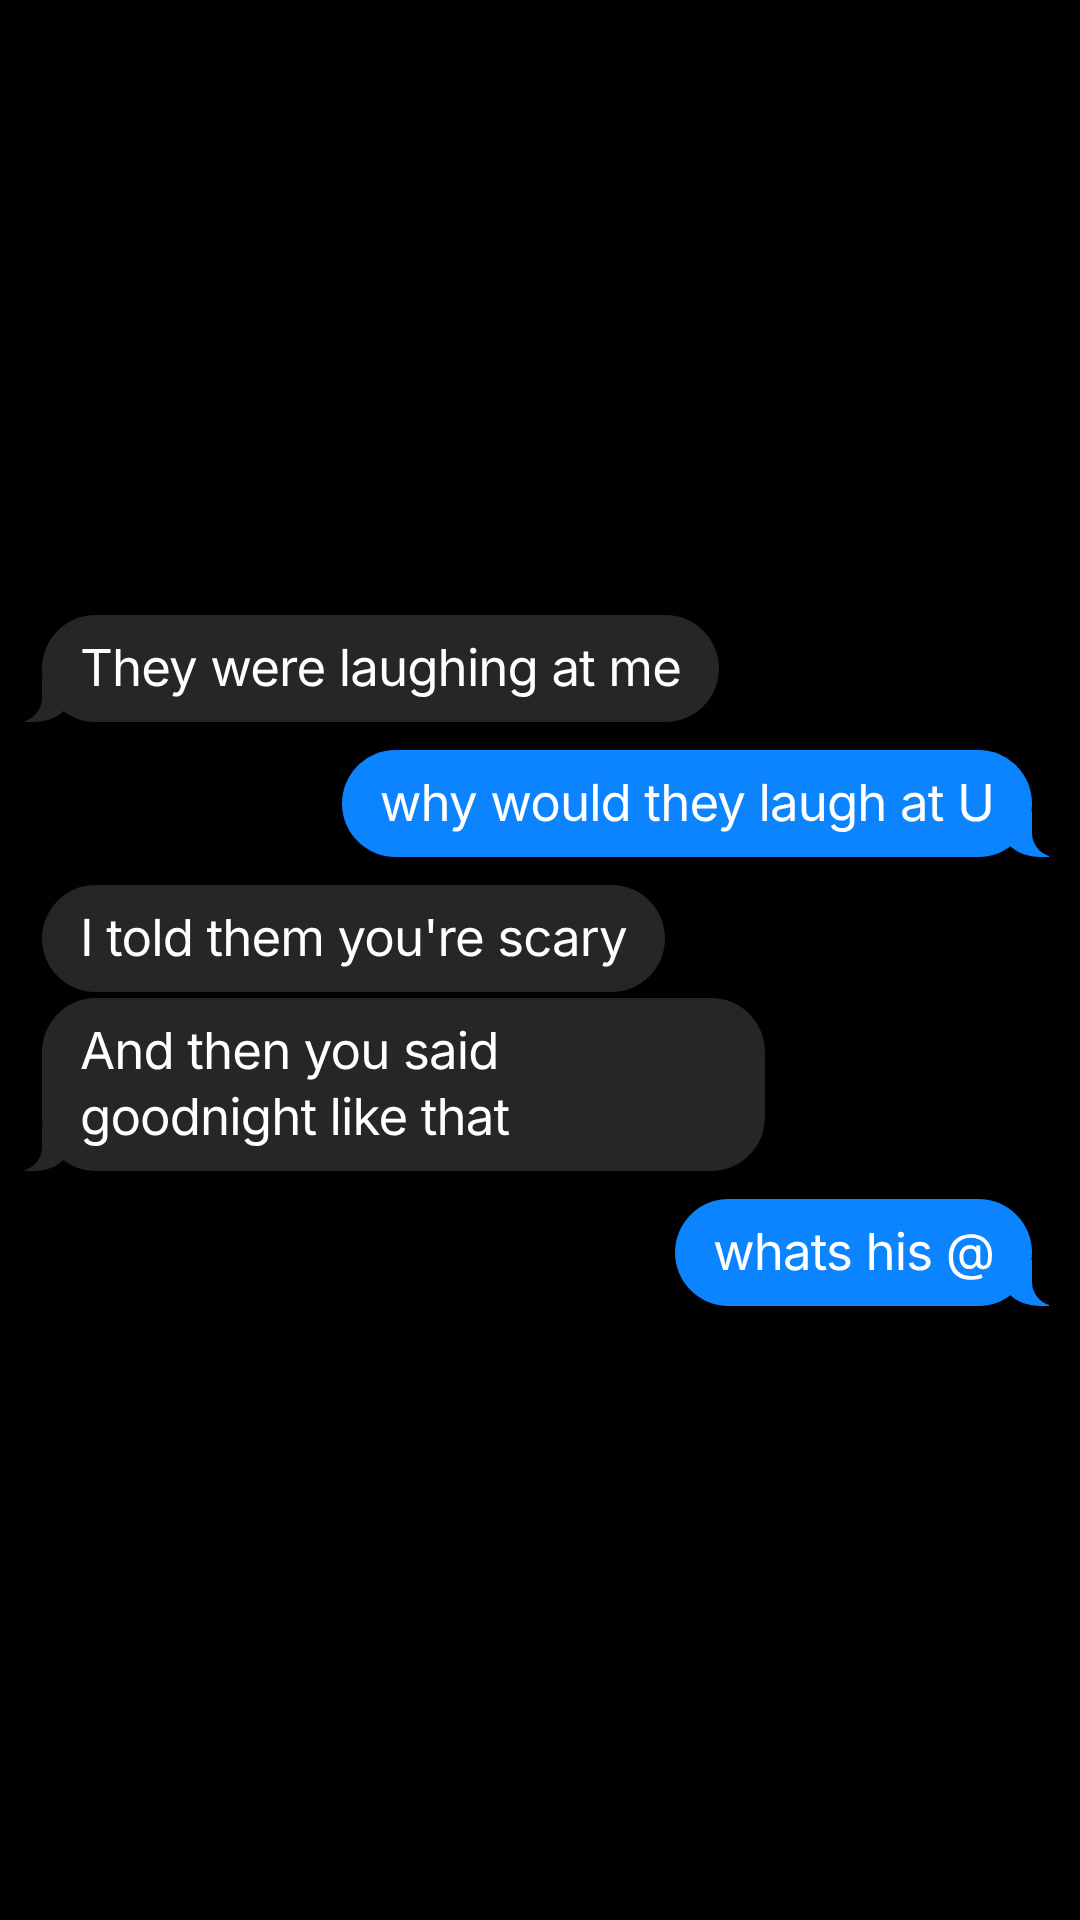 They were laughing at me
why would they laugh at U
I told them you're scary
And then you said
goodnight like that
whats his @